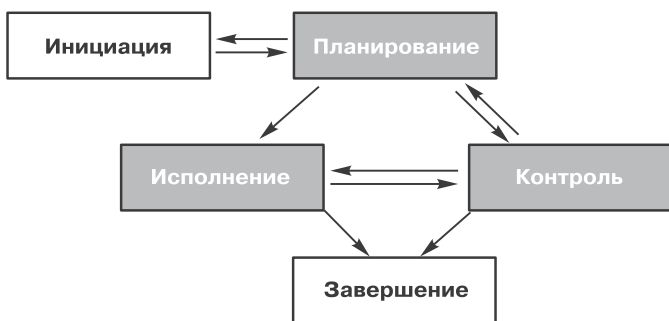 Инициация
Планирование
Исполнение
Контроль
Завершение